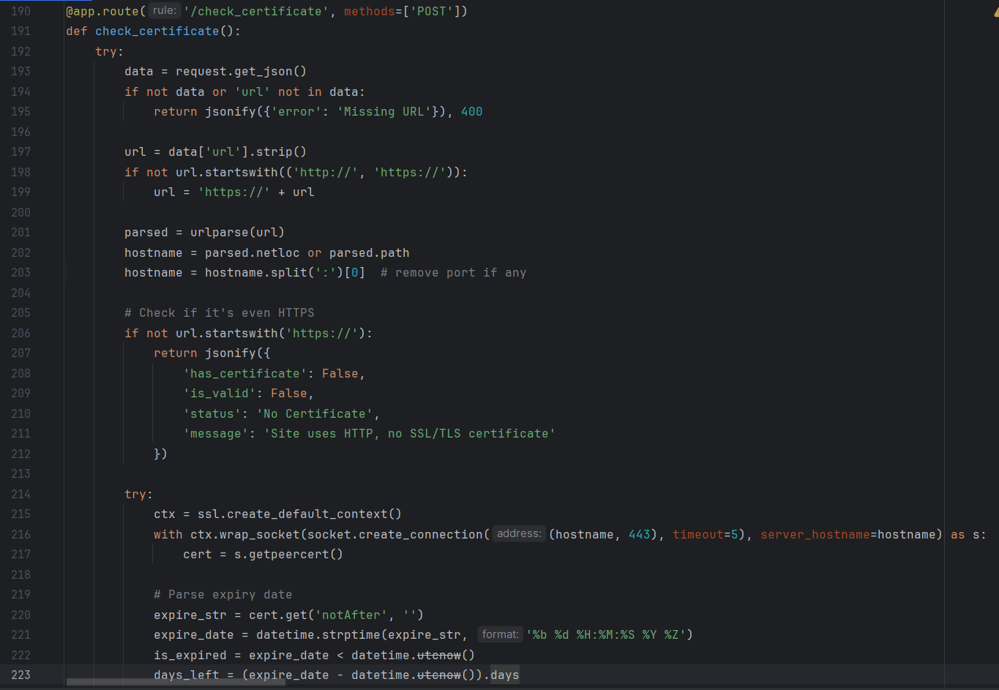 190 @app.route( rule: '/check_certificate', methods=['POST'])
191 def check_certificate():
192     try:
193         data = request.get_json()
194         if not data or 'url' not in data:
195             return jsonify({'error': 'Missing URL'}), 400
196
197         url = data['url'].strip()
198         if not url.startswith(('http://', 'https://')):
199             url = 'https://' + url
200
201         parsed = urlparse(url)
202         hostname = parsed.netloc or parsed.path
203         hostname = hostname.split(':')[0]  # remove port if any
204
205         # Check if it's even HTTPS
206         if not url.startswith('https://'):
207             return jsonify({
208                 'has_certificate': False,
209                 'is_valid': False,
210                 'status': 'No Certificate',
211                 'message': 'Site uses HTTP, no SSL/TLS certificate'
212             })
213
214         try:
215             ctx = ssl.create_default_context()
216             with ctx.wrap_socket(socket.create_connection( address: (hostname, 443), timeout=5), server_hostname=hostname) as s:
217                 cert = s.getpeercert()
218
219             # Parse expiry date
220             expire_str = cert.get('notAfter', '')
221             expire_date = datetime.strptime(expire_str, format: '%b %d %H:%M:%S %Y %Z')
222             is_expired = expire_date < datetime.utcnow()
223             days_left = (expire_date - datetime.utcnow()).days